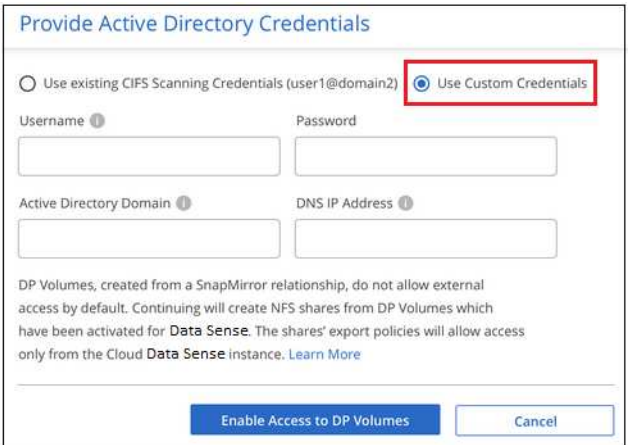 Provide Active Directory Credentials
Use existing CIFS Scanning Credentials (user1@domain2) Use Custom Credentials
Username Password
Active Directory Domain DNS IP Address
DP Volumes, created from a SnapMirror relationship, do not allow external
access by default. Continuing will create NFS shares from DP Volumes which
have been activated for Data Sense. The shares' export policies will allow access
only from the Cloud Data Sense instance. Learn More
Enable Access to DP Volumes Cancel